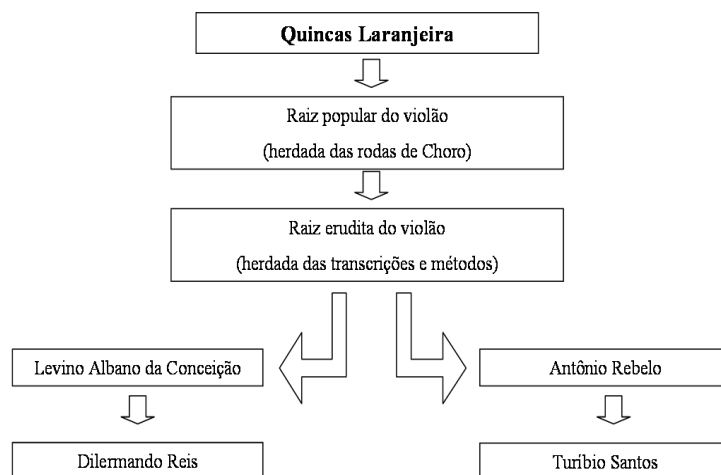 Quincas Laranjeira
Raiz popular do violão
(herdada das rodas de Choro)
Raiz erudita do violão
(herdada das transcrições e métodos)
Levino Albano da Conceição
Antônio Rebelo
Dilermando Reis
Turíbio Santos